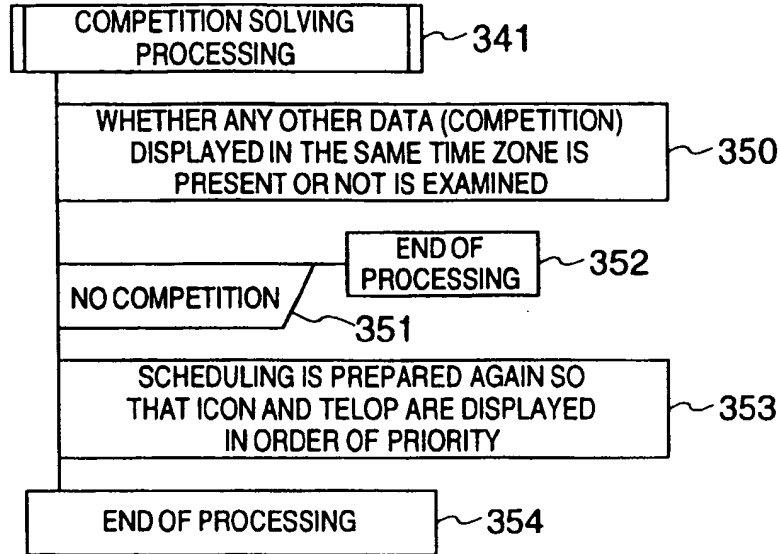 COMPETITION SOLVING
PROCESSING
341
WHETHER ANY OTHER DATA (COMPETITION)
DISPLAYED IN THE SAME TIME ZONE IS
PRESENT OR NOT IS EXAMINED
350
END OF
PROCESSING
352
NO COMPETITION
351
SCHEDULING IS PREPARED AGAIN SO
THAT ICON AND TELOP ARE DISPLAYED
IN ORDER OF PRIORITY
353
END OF PROCESSING
354